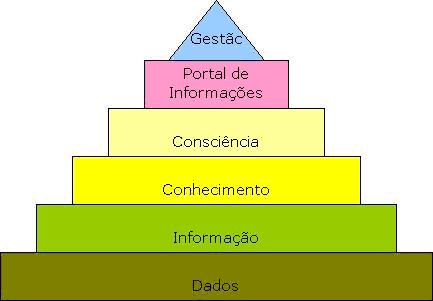 Gestãc
Portal de
Informações
Consciência
Conhecimento
Informação
Dados